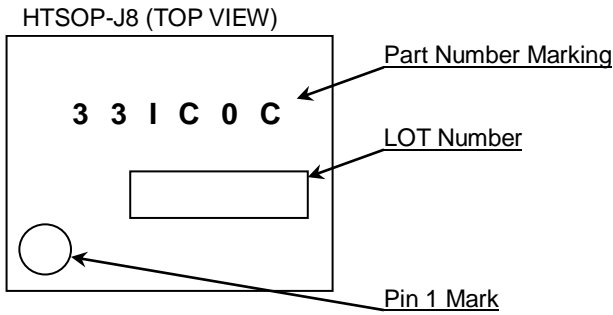 HTSOP-J8 (TOP VIEW)
Part Number Marking
3 3 I C 0 C
LOT Number
Pin 1 Mark